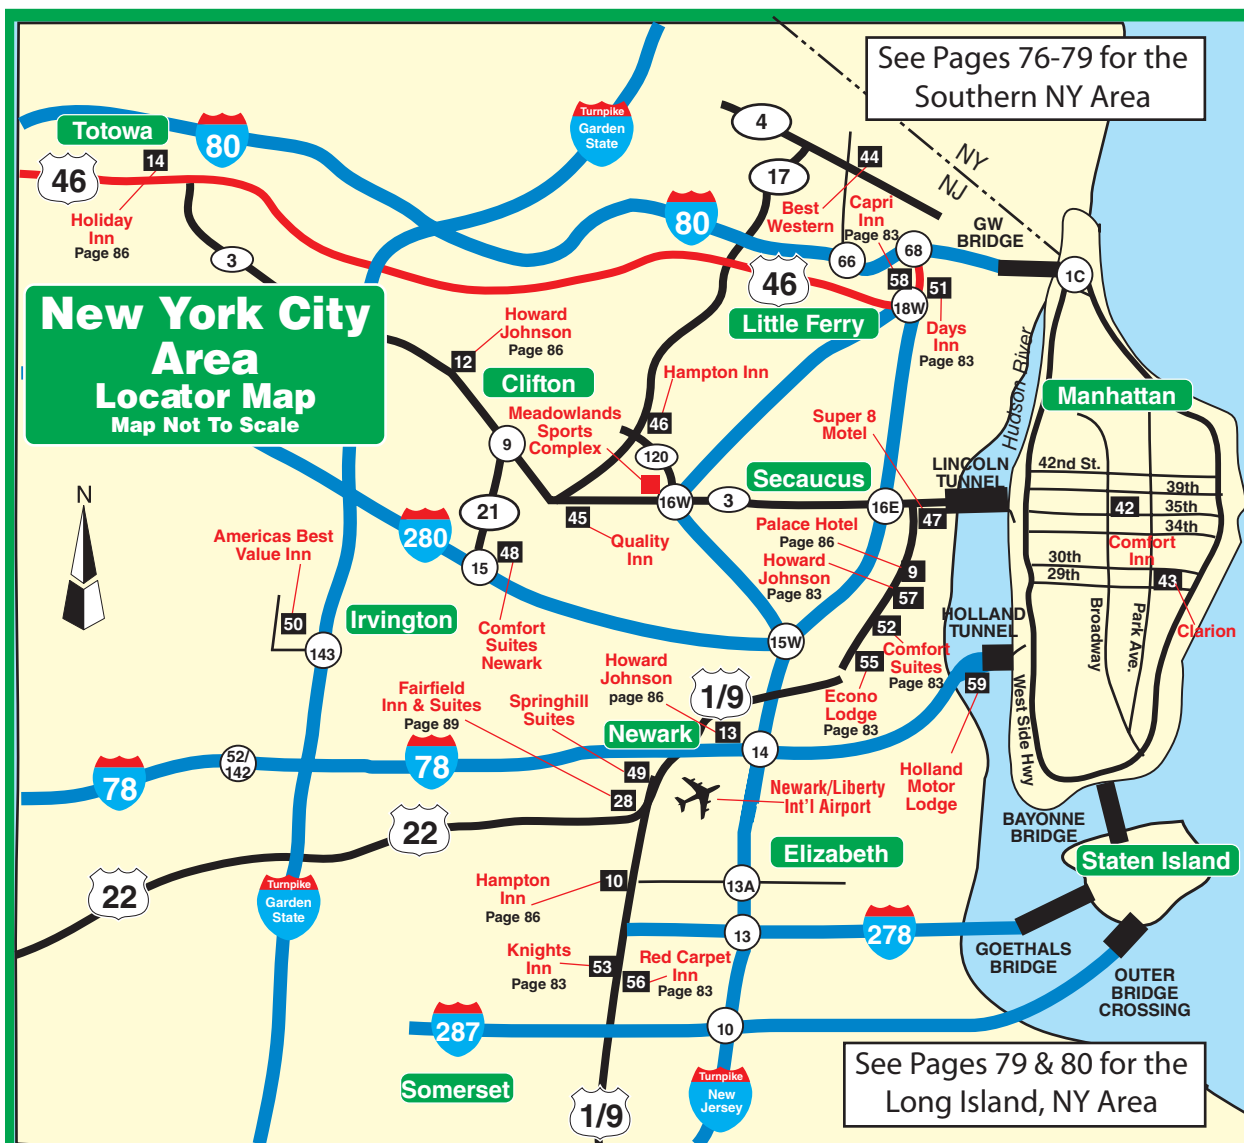 See Pages 76-79 for the
Southern NY Area
Turnpike
Garden
State
4
Totowa
80
14
46
44
NY
NJ
17
Capri
Inn
Page 83
Best
Western
Holiday
Inn
Page 86
80
GW
BRIDGE
3
66
68
1C
46
58
51
18W
New York City
Area
Locator Map
Map Not To Scale
Howard
Johnson
Page 86
Little Ferry
Days
Inn
Page 83
Hudson River
12
Clifton
Hampton Inn
Manhattan
Meadowlands
Sports
Complex
46
Super 8
Motel
9
120
42nd St.
LINCOLN
TUNNEL
Secaucus
39th
N
16W
3
16E
42
35th
21
45
47
34th
280
Palace Hotel
Page 86
Americas Best
Value Inn
Quality
Inn
Comfort
Inn
48
Howard
Johnson
Page 83
30th
15
9
29th
43
57
50
Irvington
HOLLAND
TUNNEL
Broadway
Park Ave.
Clarion
Comfort
Suites
Newark
52
143
15W
Comfort
Suites
Page 83
Howard
Johnson
page 86
55
59
West Side Hwy
Fairfield
Inn & Suites
Page 89
Springhill
Suites
1/9
Econo
Lodge
Page 83
13
Newark
52/
142
78
78
14
49
Holland
Motor
Lodge
Newark/Liberty
Int'l Airport
28
22
BAYONNE
BRIDGE
Elizabeth
Staten Island
22
Turnpike
Garden
State
Hampton
Inn
Page 86
10
13A
13
278
Knights
Inn
Page 83
53
Red Carpet
Inn
Page 83
56
GOETHALS
BRIDGE
OUTER
BRIDGE
CROSSING
287
10
Somerset
See Pages 79 & 80 for the
Long Island, NY Area
Turnpike
New
Jersey
1/9